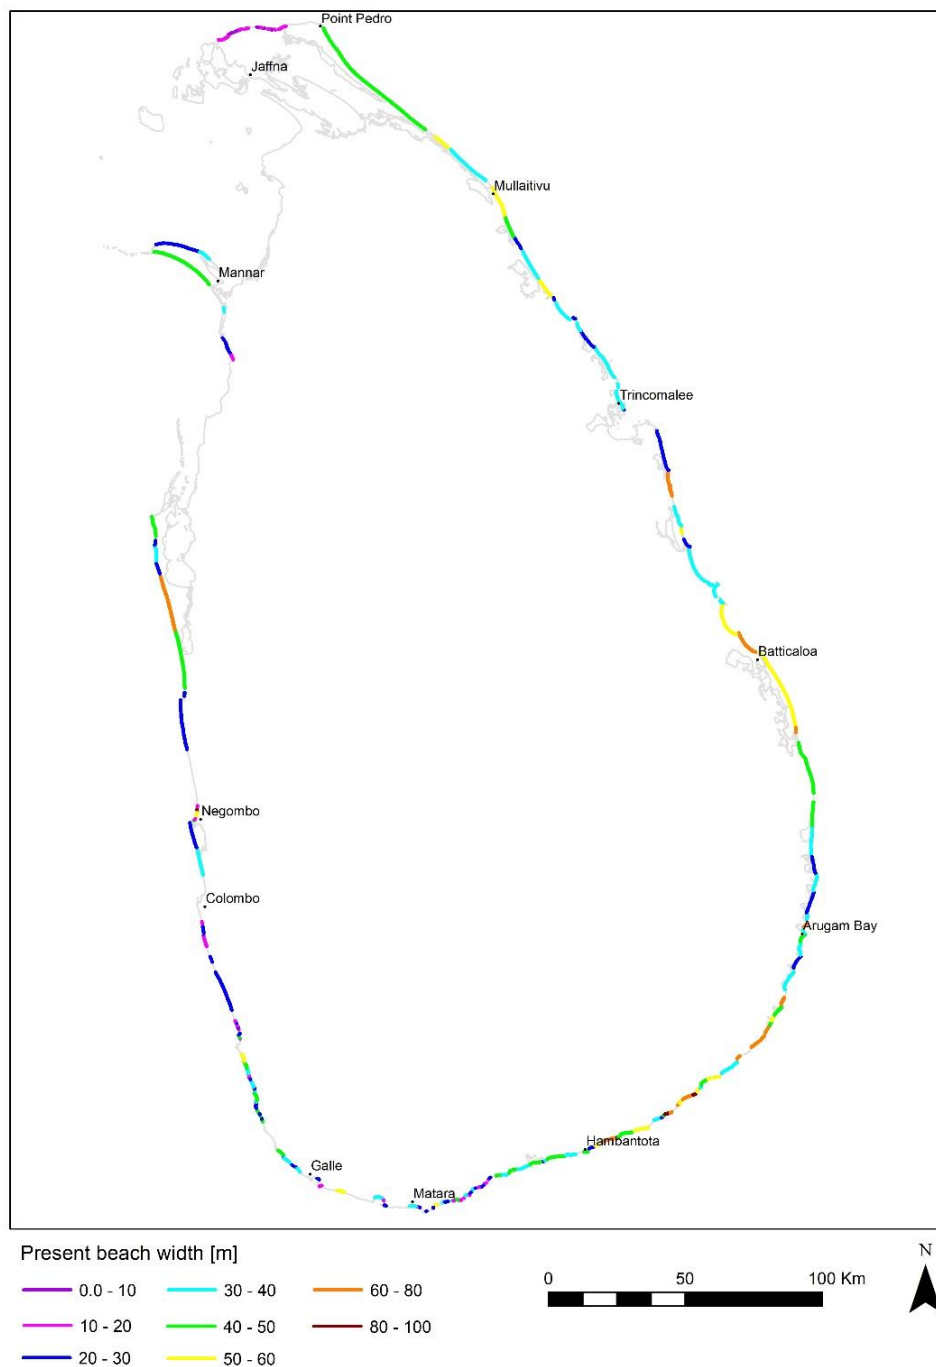 Point Pedro
Jaffna
Mullaitivu
Mannar
Trincomalee
Batticaloa
Negombo
Colombo
Arugam Bay
Hambantota
Galle
Matara
Present beach width [m]
0.0 - 10
30 - 40
60 - 80
10 - 20
40 - 50
80 - 100
20 - 30
50 - 60
0 50 100 Km
N